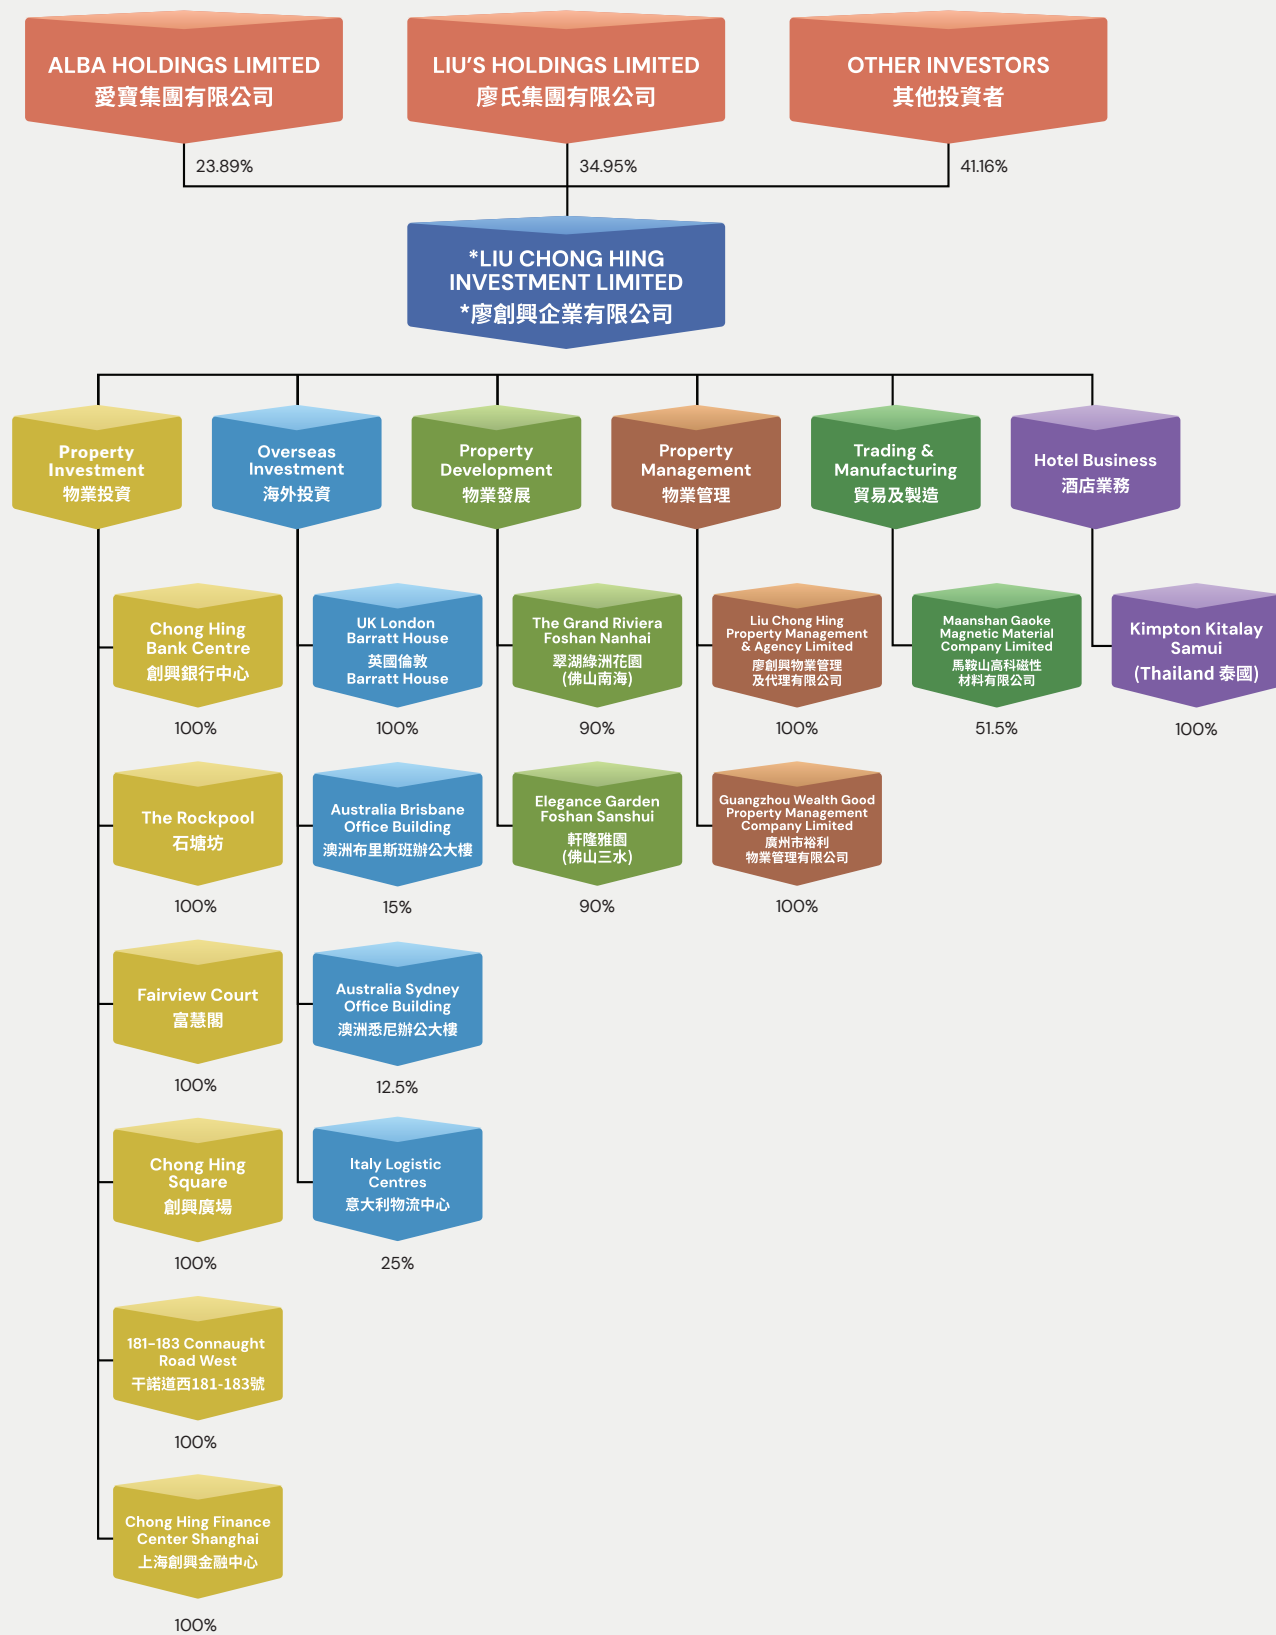 ALBA HOLDINGS LIMITED
愛寶集團有限公司
23.89%
LIU'S HOLDINGS LIMITED
廖氏集團有限公司
34.95%
OTHER INVESTORS
其他投資者
41.16%
*LIU CHONG HING
INVESTMENT LIMITED
*廖創興企業有限公司
Property
Investment
物業投資
Overseas
Investment
海外投資
Property
Development
物業發展
Property
Management
物業管理
Trading &
Manufacturing
貿易及製造
Hotel Business
酒店業務
Chong Hing
Bank Centre
創興銀行中心
100%
UK London
Barratt House
英國倫敦
Barratt House
100%
The Grand Riviera
Foshan Nanhai
翠湖綠洲花園
(佛山南海)
90%
Liu Chong Hing
Property Management
& Agency Limited
廖創興物業管理
及代理有限公司
100%
Maanshan Gaoke
Magnetic Material
Company Limited
馬鞍山高科磁性
材料有限公司
51.5%
Kimpton Kitalay
Samui
(Thailand 泰國)
100%
The Rockpool
石塘坊
100%
Australia Brisbane
Office Building
澳洲布里斯班辦公大樓
15%
Elegance Garden
Foshan Sanshui
軒隆雅園
(佛山三水)
90%
Guangzhou Wealth Good
Property Management
Company Limited
廣州市裕利
物業管理有限公司
100%
Fairview Court
富慧閣
100%
Australia Sydney
Office Building
澳洲悉尼辦公大樓
12.5%
Chong Hing
Square
創興廣場
100%
Italy Logistic
Centres
意大利物流中心
25%
181-183 Connaught
Road West
干諾道西181-183號
100%
Chong Hing Finance
Center Shanghai
上海創興金融中心
100%